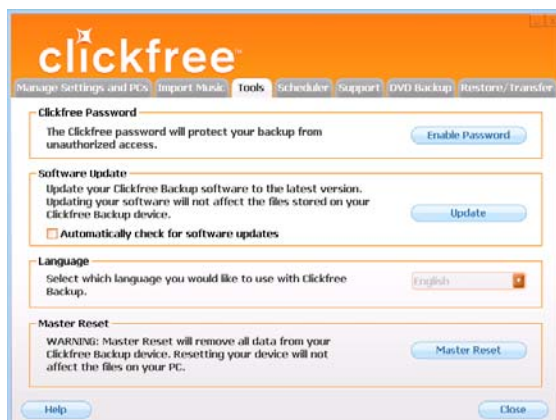 clickfree™
Manage Settings and PCs Import Music Tools Scheduler Support DVD Backup Restore/Transfer
Clickfree Password
The Clickfree password will protect your backup from
unauthorized access.
Enable Password
Software Update
Update your Clickfree Backup software to the latest version.
Updating your software will not affect the files stored on your
Clickfree Backup device.
Update
Automatically check for software updates
Language
Select which language you would like to use with Clickfree
Backup.
English
Master Reset
WARNING: Master Reset will remove all data from your
Clickfree Backup device. Resetting your device will not
affect the files on your PC.
Master Reset
Help
Close